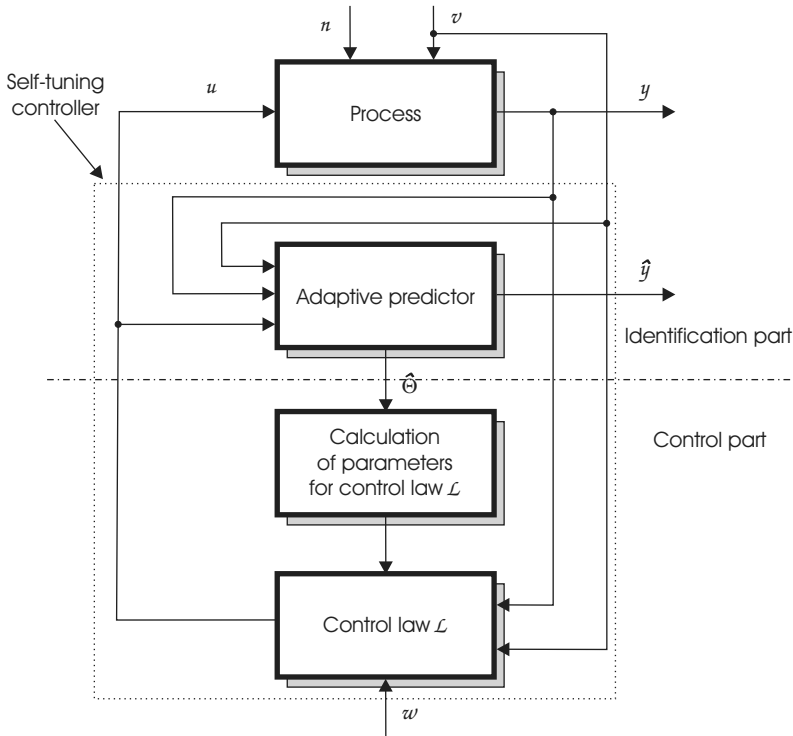 n
v
Self-tuning
controller
u
Process
y
Adaptive predictor
ŷ
Identification part
Θ̂
Calculation
of parameters
for control law ℒ
Control part
Control law ℒ
w